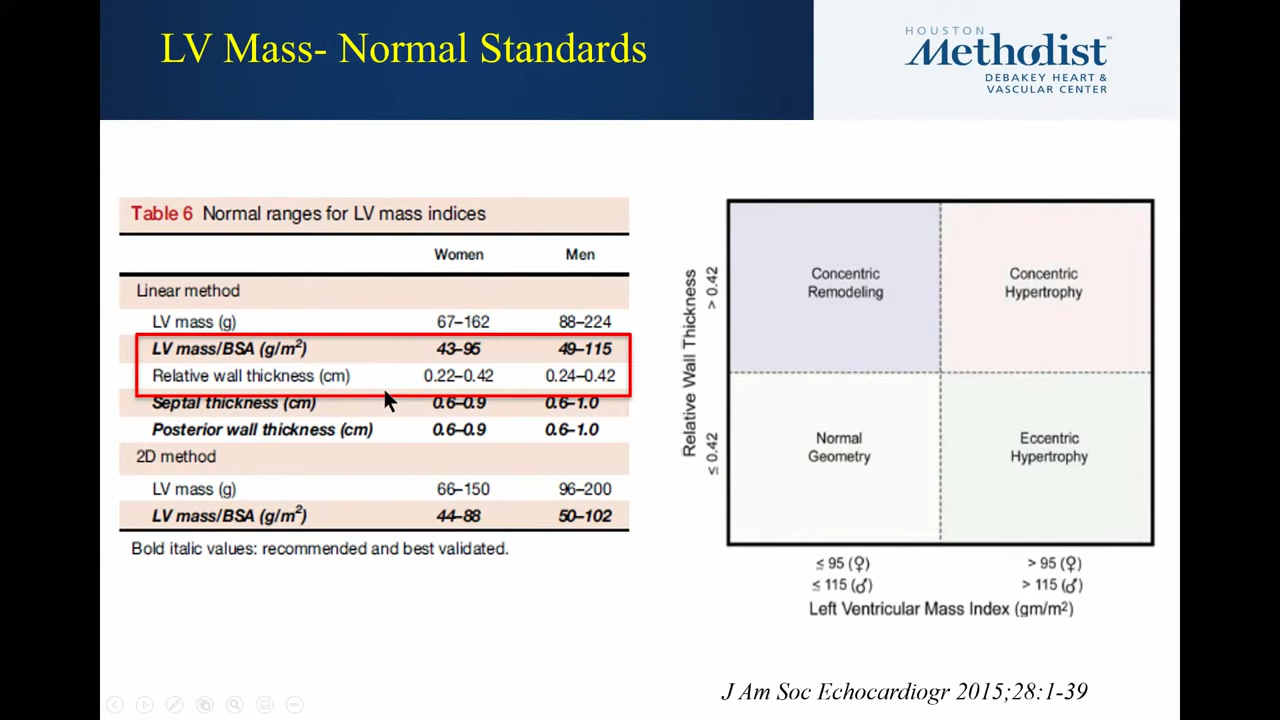 LV Mass- Normal Standards
HOUSTON
Methodist
DEBAKEY HEART &
VASCULAR CENTER
Table 6 Normal ranges for LV mass indices
Women Men
Linear method
LV mass (g) 67–162 88–224
LV mass/BSA (g/m²) 43–95 49–115
Relative wall thickness (cm) 0.22–0.42 0.24–0.42
Septal thickness (cm) 0.6–0.9 0.6–1.0
Posterior wall thickness (cm) 0.6–0.9 0.6–1.0
2D method
LV mass (g) 66–150 96–200
LV mass/BSA (g/m²) 44–88 50–102
Bold italic values: recommended and best validated.
Relative Wall Thickness
> 0.42
≤ 0.42
Concentric
Remodeling
Concentric
Hypertrophy
Normal
Geometry
Eccentric
Hypertrophy
≤ 95 (♀) > 95 (♀)
≤ 115 (♂) > 115 (♂)
Left Ventricular Mass Index (gm/m²)
J Am Soc Echocardiogr 2015;28:1-39